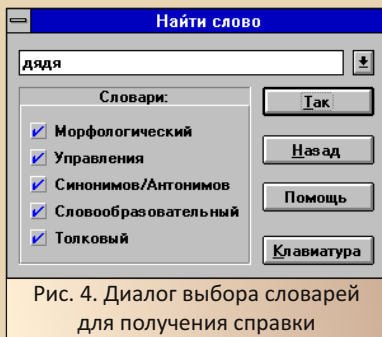 Найти слово
дядя
Словари:
Так
Морфологический
Управления
Назад
Синонимов/Антонимов
Помощь
Словообразовательный
Толковый
Клавиатура
Рис. 4. Диалог выбора словарей
для получения справки